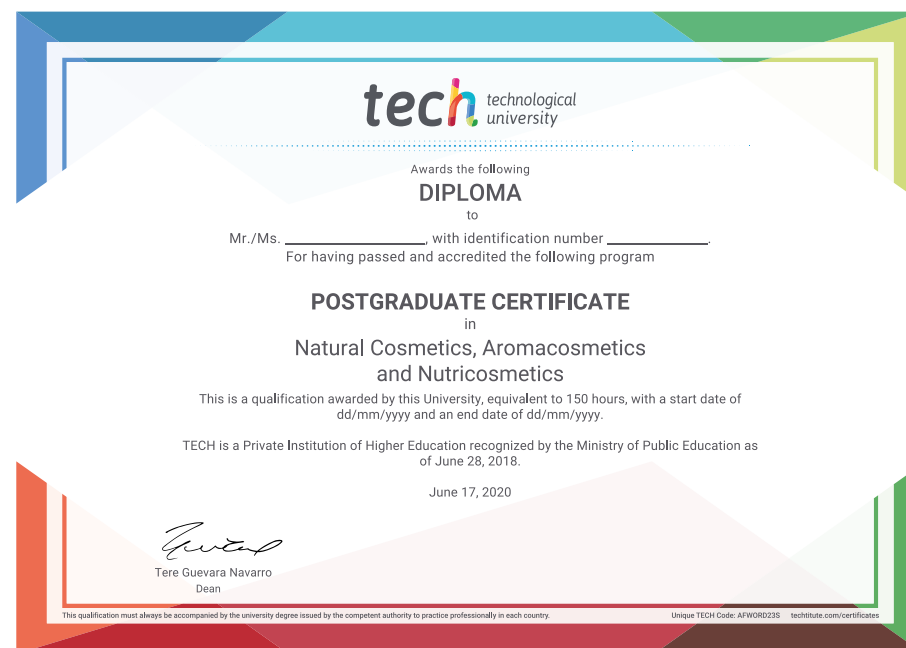 tech technological
university
Awards the following
DIPLOMA
to
Mr./Ms. ____________________, with identification number ______________.
For having passed and accredited the following program
POSTGRADUATE CERTIFICATE
in
Natural Cosmetics, Aromacosmetics
and Nutricosmetics
This is a qualification awarded by this University, equivalent to 150 hours, with a start date of
dd/mm/yyyy and an end date of dd/mm/yyyy.
TECH is a Private Institution of Higher Education recognized by the Ministry of Public Education as
of June 28, 2018.
June 17, 2020
Tere Guevara Navarro
Dean
This qualification must always be accompanied by the university degree issued by the competent authority to practice professionally in each country. Unique TECH Code: AFWORD23S techtitute.com/certificates